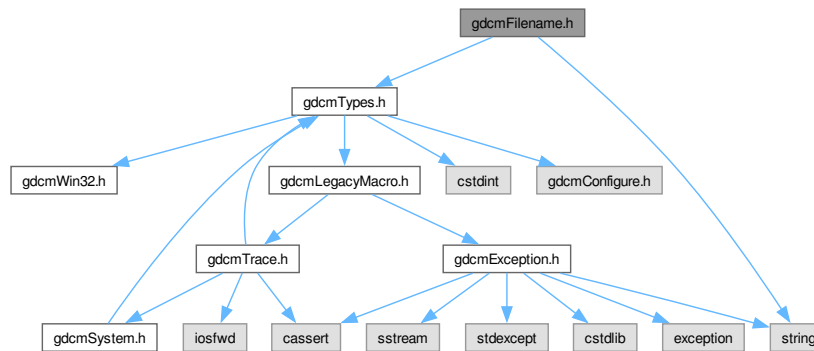 gdcmFilename.h
gdcmTypes.h
gdcmWin32.h
gdcmLegacyMacro.h
cstdint
gdcmConfigure.h
gdcmTrace.h
gdcmException.h
gdcmSystem.h
iosfwd
cassert
sstream
stdexcept
cstdlib
exception
string